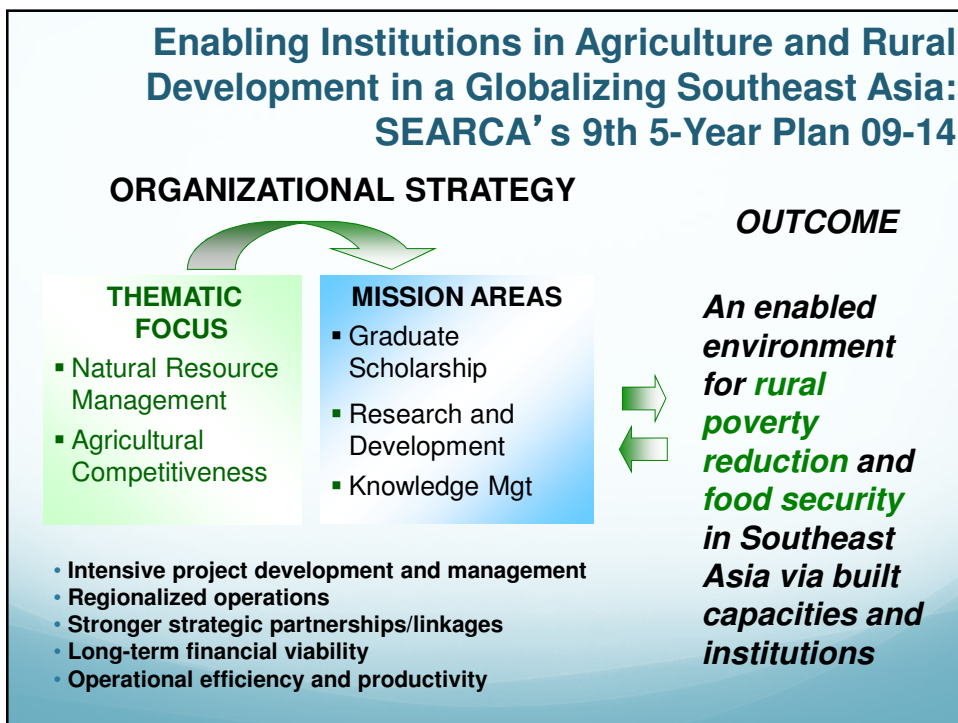 Enabling Institutions in Agriculture and Rural
Development in a Globalizing Southeast Asia:
SEARCA’s 9th 5-Year Plan 09-14
ORGANIZATIONAL STRATEGY
THEMATIC
FOCUS
▪ Natural Resource
Management
▪ Agricultural
Competitiveness
MISSION AREAS
▪ Graduate
Scholarship
▪ Research and
Development
▪ Knowledge Mgt
• Intensive project development and management
• Regionalized operations
• Stronger strategic partnerships/linkages
• Long-term financial viability
• Operational efficiency and productivity
OUTCOME
An enabled
environment
for rural
poverty
reduction and
food security
in Southeast
Asia via built
capacities and
institutions